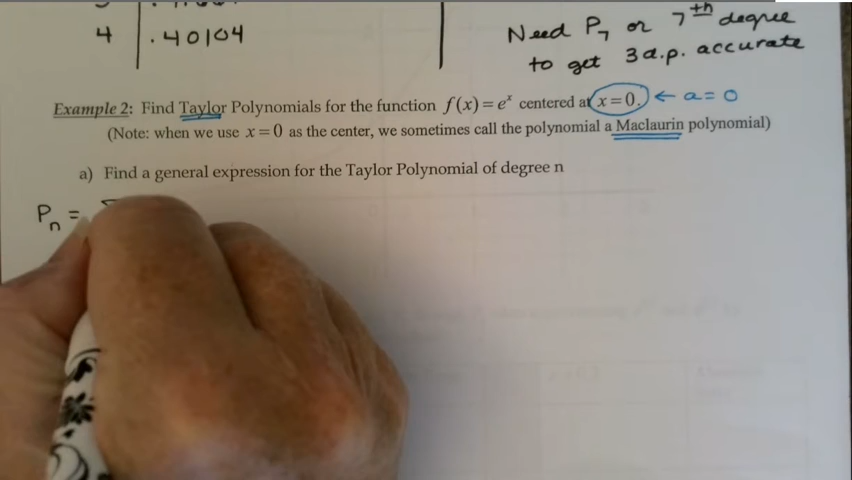 4 .40104
Need P7 or 7th degree
to get 3 d.p. accurate
Example 2: Find Taylor Polynomials for the function f(x) = e^x centered at x = 0. ← a = 0
(Note: when we use x = 0 as the center, we sometimes call the polynomial a Maclaurin polynomial)
a) Find a general expression for the Taylor Polynomial of degree n
Pn =